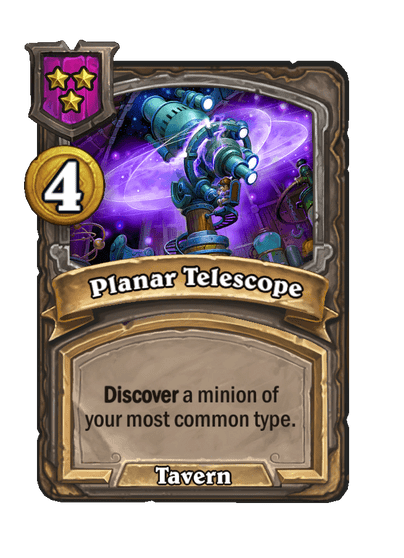 4
Planar Telescope
Discover a minion of
your most common type.
Tavern